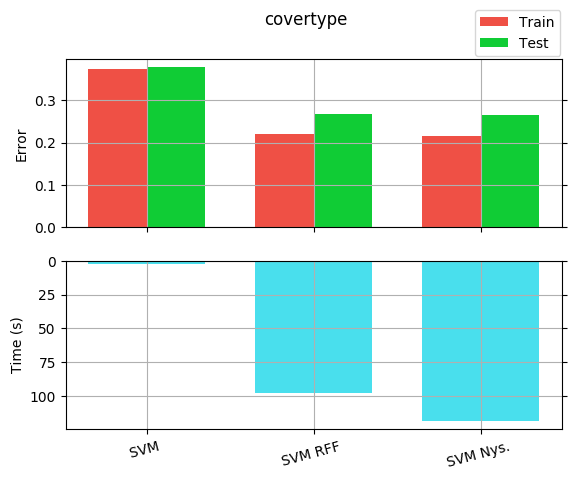 covertype
Train
Test
Error
0.3
0.2
0.1
0.0
Time (s)
0
25
50
75
100
SVM
SVM RFF
SVM Nys.